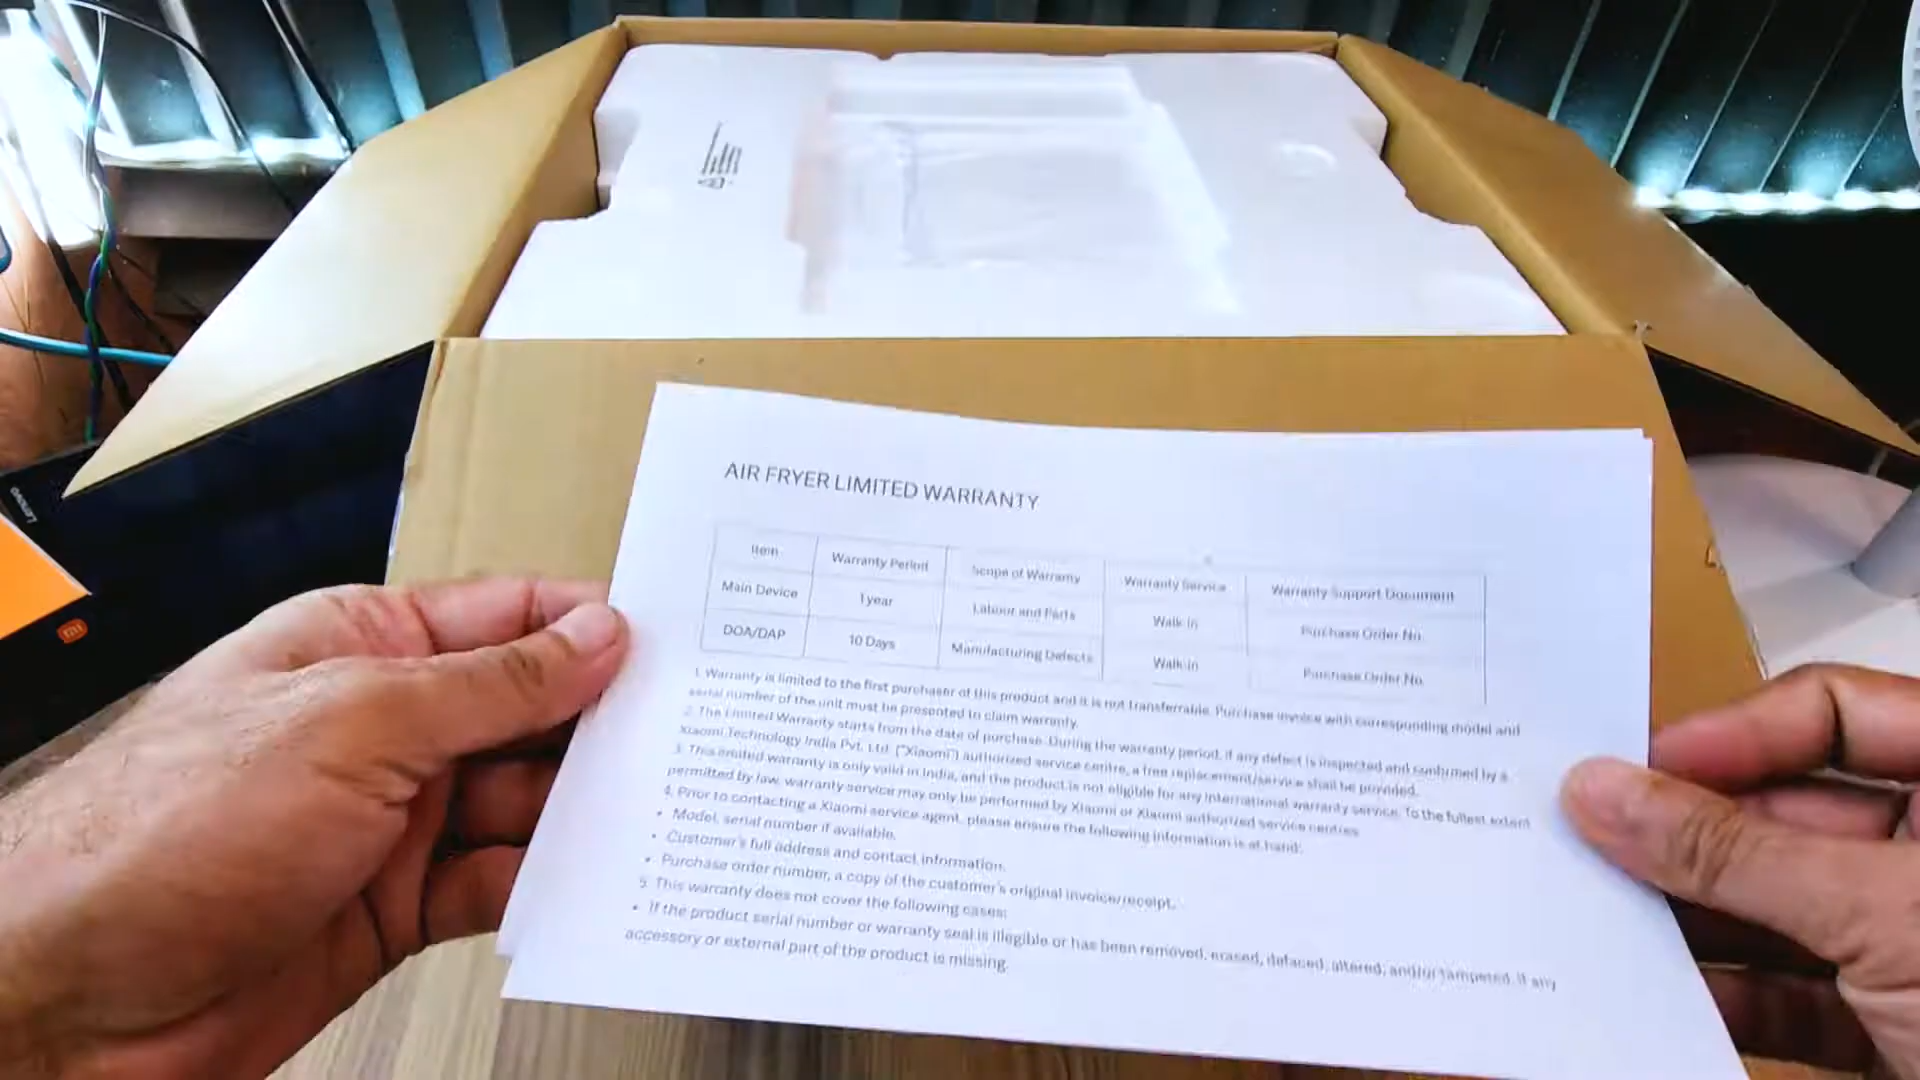 AIR FRYER LIMITED WARRANTY
Item Warranty Period Scope of Warranty Warranty Service Warranty Support Document
Main Device 1 year Labour and Parts Walk-in Purchase Order No.
DOA/DAP 10 Days Manufacturing Defects Walk-in Purchase Order No.
1. Warranty is limited to the first purchaser of this product and it is not transferrable. Purchase invoice with corresponding model and
serial number of the unit must be presented to claim warranty.
2. The Limited Warranty starts from the date of purchase. During the warranty period, if any defect is inspected and confirmed by a
Xiaomi Technology India Pvt. Ltd. ("Xiaomi") authorized service centre, a free replacement/service shall be provided.
3. This limited warranty is only valid in India, and the product is not eligible for any international warranty service. To the fullest extent
permitted by law, warranty service may only be performed by Xiaomi or Xiaomi authorized service centres.
4. Prior to contacting a Xiaomi service agent, please ensure the following information is at hand:
• Model, serial number if available.
• Customer's full address and contact information.
• Purchase order number, a copy of the customer's original invoice/receipt.
5. This warranty does not cover the following cases:
• If the product serial number or warranty seal is illegible or has been removed, erased, defaced, altered, and/or tampered. If any
accessory or external part of the product is missing.
Lenovo
mi